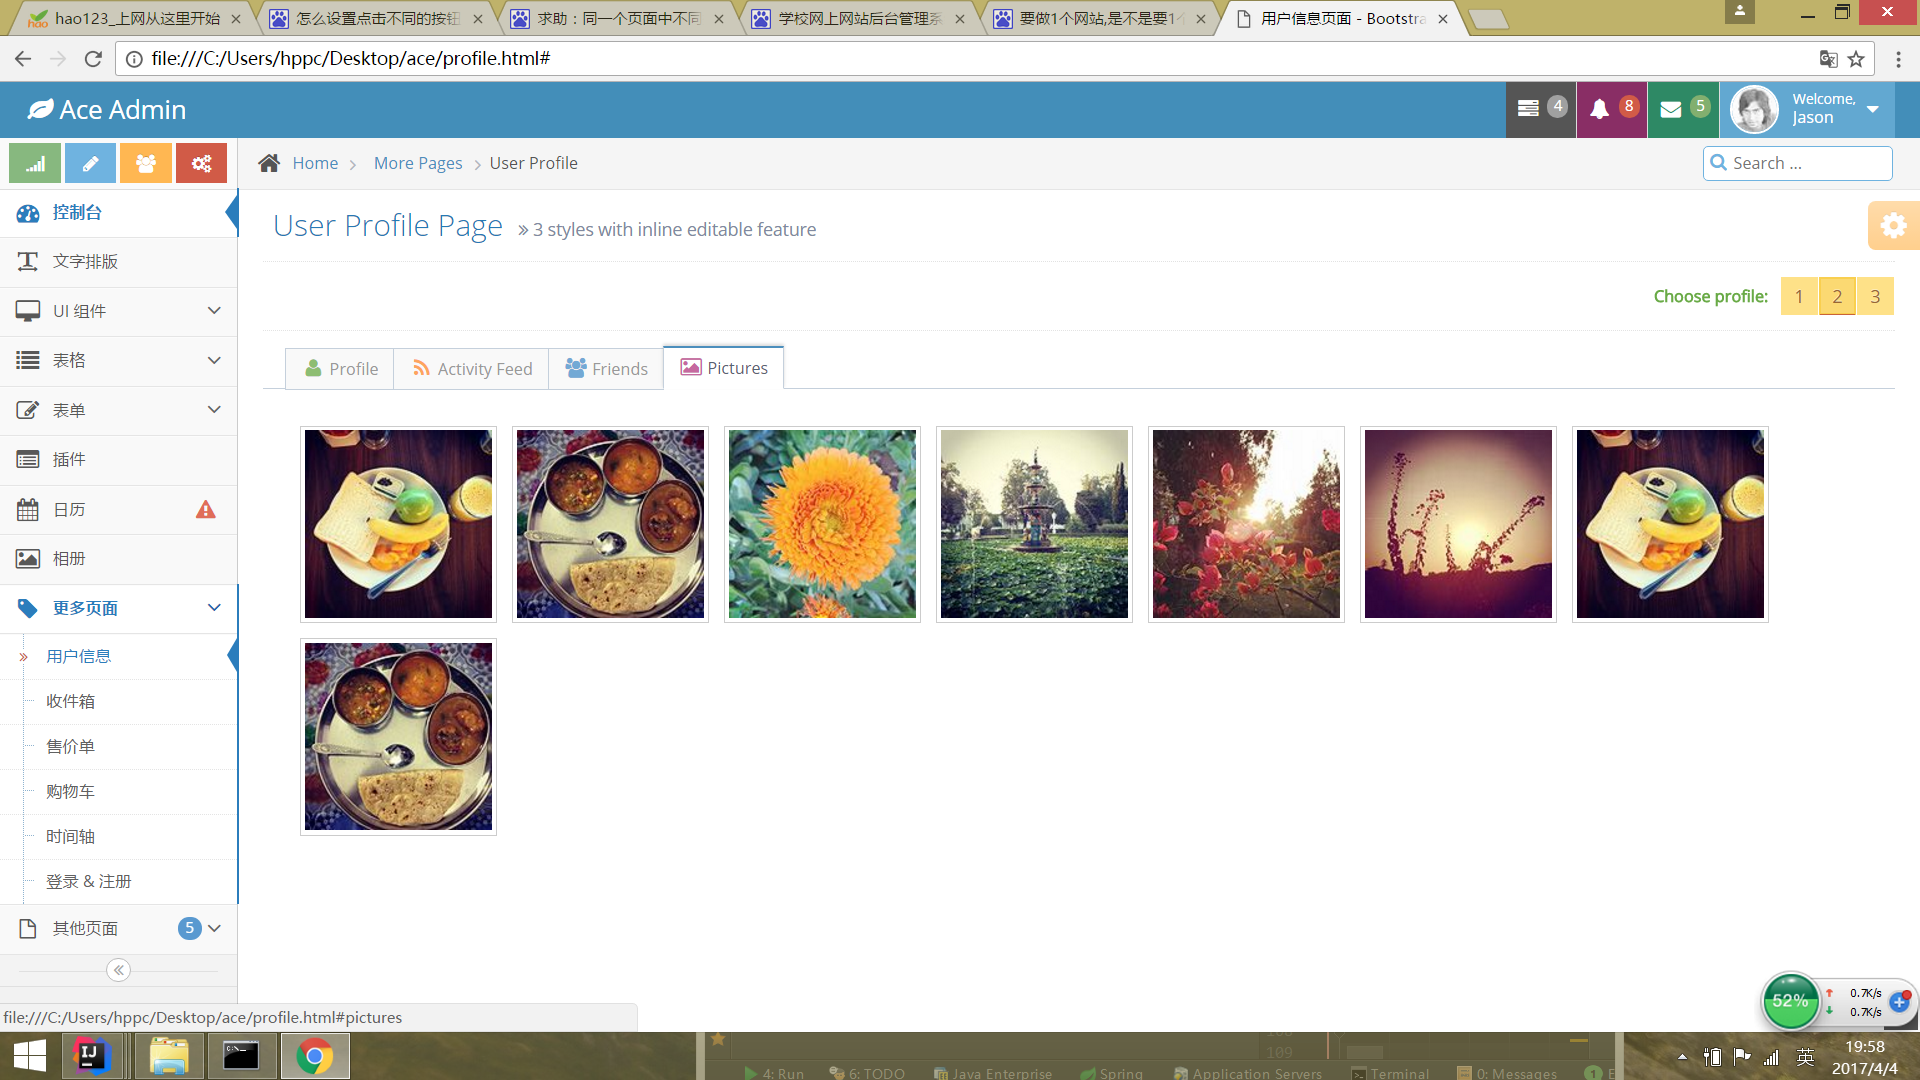 hao123_上网从这里开始
怎么设置点击不同的按钮
求助：同一个页面中不同
学校网上网站后台管理系
要做1个网站,是不是要1个
用户信息页面 - Bootstra
file:///C:/Users/hppc/Desktop/ace/profile.html#
Ace Admin
4
8
5
Welcome,
Jason
Home
More Pages
User Profile
Search ...
控制台
文字排版
UI 组件
表格
表单
插件
日历
相册
更多页面
用户信息
收件箱
售价单
购物车
时间轴
登录 & 注册
其他页面 5
User Profile Page
3 styles with inline editable feature
Choose profile: 1 2 3
Profile
Activity Feed
Friends
Pictures
52%
0.7K/s
0.7K/s
file:///C:/Users/hppc/Desktop/ace/profile.html#pictures
109
4: Run
6: TODO
Java Enterprise
Spring
Application Servers
Terminal
0: Messages
1
英
19:58
2017/4/4